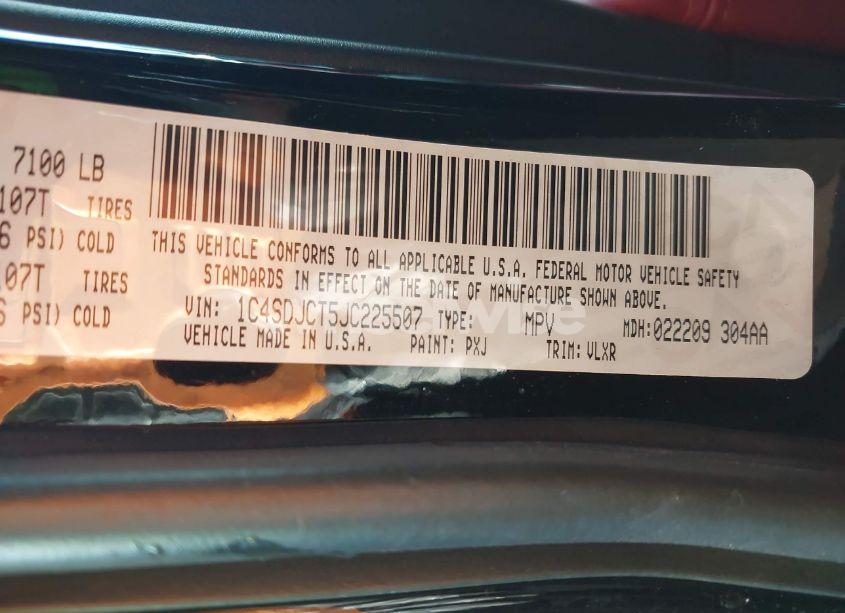 7100 LB
107T TIRES
6 PSI) COLD
107T TIRES
6 PSI) COLD
THIS VEHICLE CONFORMS TO ALL APPLICABLE U.S.A. FEDERAL MOTOR VEHICLE SAFETY
STANDARDS IN EFFECT ON THE DATE OF MANUFACTURE SHOWN ABOVE.
VIN: 1C4SDJCT5JC225507 TYPE: MPV MDH:022209 304AA
VEHICLE MADE IN U.S.A. PAINT: PXJ TRIM: VLXR